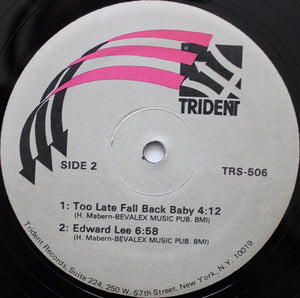 TRIDENT
SIDE 2
TRS-506
1: Too Late Fall Back Baby 4:12
(H. Mabern-BEVALEX MUSIC PUB. BMI)
2: Edward Lee 6:58
(H. Mabern-BEVALEX MUSIC PUB. BMI)
Trident Records, Suite 224, 250 W. 57th Street, New York, N.Y. 10019